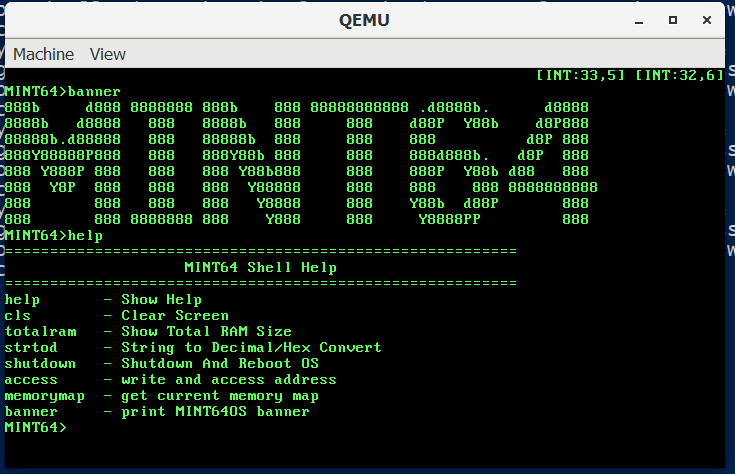 QEMU
Machine View
[INT:33,5] [INT:32,6]
MINT64>banner
888b     d888 8888888 888b    888 88888888888 .d8888b.      d8888
8888b   d8888   888   8888b   888     888    d88P  Y88b    d8P888
88888b.d88888   888   88888b  888     888    888          d8P 888
888Y88888P888   888   888Y88b 888     888    888d888b.   d8P  888
888 Y888P 888   888   888 Y88b888     888    888P  Y88b d88   888
888  Y8P  888   888   888  Y88888     888    888    888 8888888888
888       888   888   888   Y8888     888    Y88b  d88P       888
888       888 8888888 888    Y888     888     Y8888PP         888
MINT64>help
=========================================================
MINT64 Shell Help
=========================================================
help       - Show Help
cls        - Clear Screen
totalram   - Show Total RAM Size
strtod     - String to Decimal/Hex Convert
shutdown   - Shutdown And Reboot OS
access     - write and access address
memorymap  - get current memory map
banner     - print MINT64OS banner
MINT64>